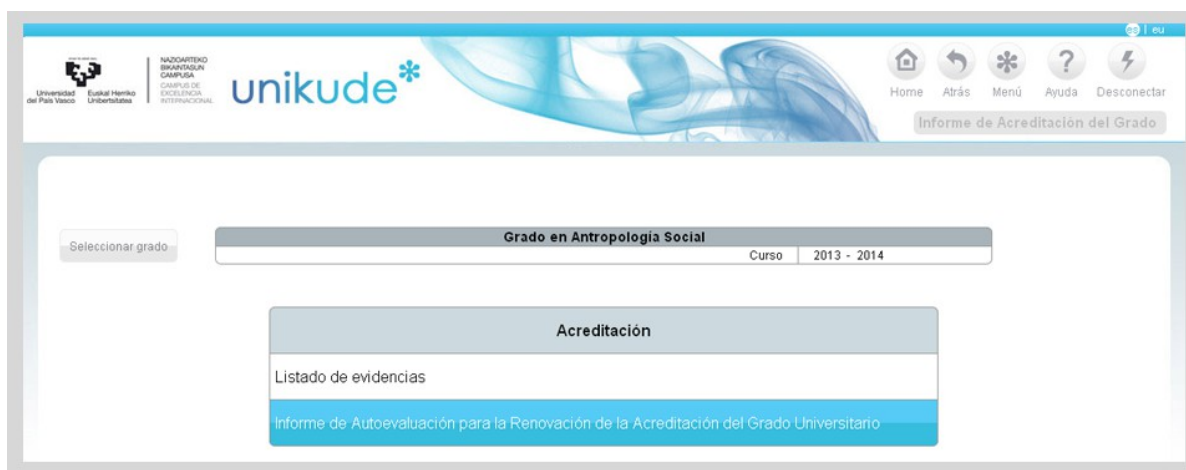 es | eu
Universidad del País Vasco
Euskal Herriko Unibertsitatea
NAZIOARTEKO
BIKAINTASUN
CAMPUSA
CAMPUS DE
EXCELENCIA
INTERNACIONAL
unikude*
Home Atrás Menú Ayuda Desconectar
Informe de Acreditación del Grado
Seleccionar grado
Grado en Antropología Social
Curso 2013 - 2014
Acreditación
Listado de evidencias
Informe de Autoevaluación para la Renovación de la Acreditación del Grado Universitario